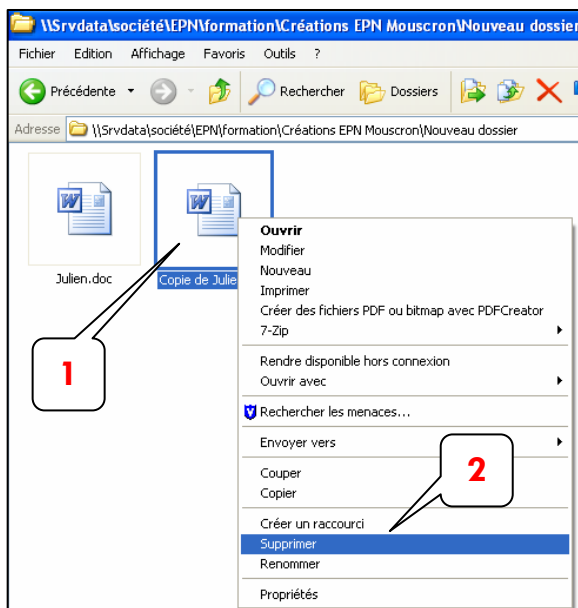 \\Srvdata\société\EPN\formation\Créations EPN Mouscron\Nouveau dossier
Fichier Edition Affichage Favoris Outils ?
Précédente Rechercher Dossiers
Adresse \\Srvdata\société\EPN\formation\Créations EPN Mouscron\Nouveau dossier
W W
Julien.doc Copie de Julie
1
Ouvrir
Modifier
Nouveau
Imprimer
Créer des fichiers PDF ou bitmap avec PDFCreator
7-Zip
Rendre disponible hors connexion
Ouvrir avec
Rechercher les menaces...
Envoyer vers
2
Couper
Copier
Créer un raccourci
Supprimer
Renommer
Propriétés